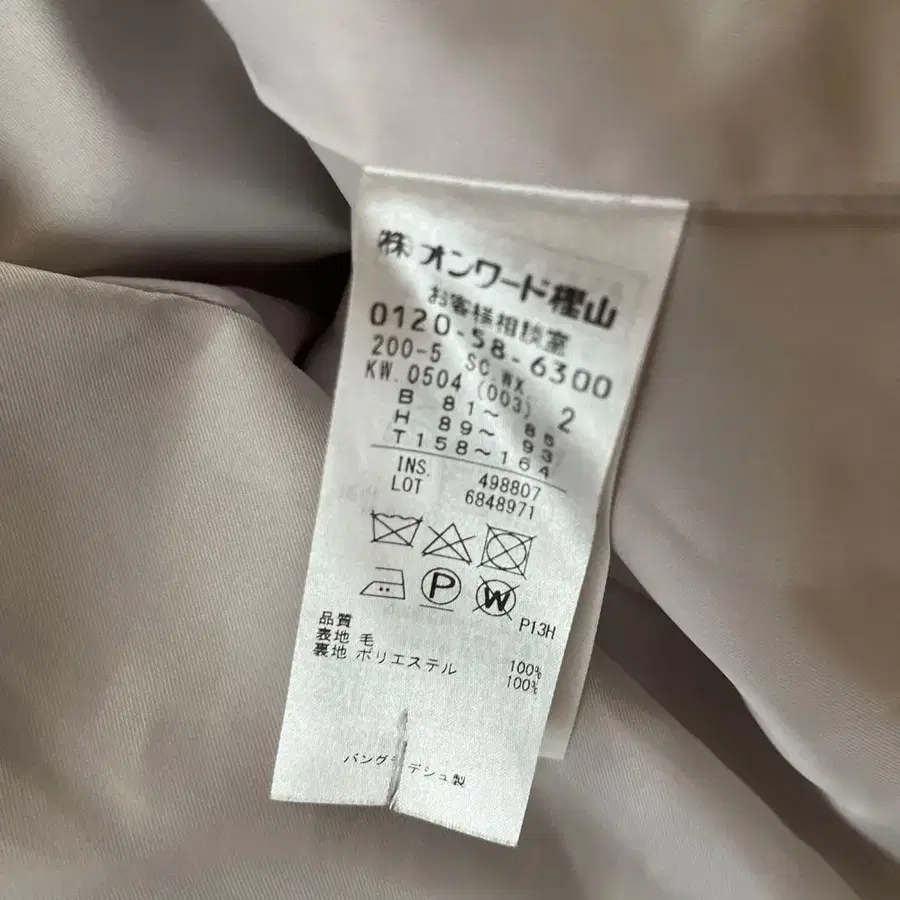 ㈱オンワード樫山
お客様相談室
0120-58-6300
200-5 SC.WX
KW.0504 (003) 2
B 81～ 85
H 89～ 93
T158～164
INS. 498807
LOT 6848971
P W P13H
品質
表地 毛 100%
裏地 ポリエステル 100%
バングラデシュ製